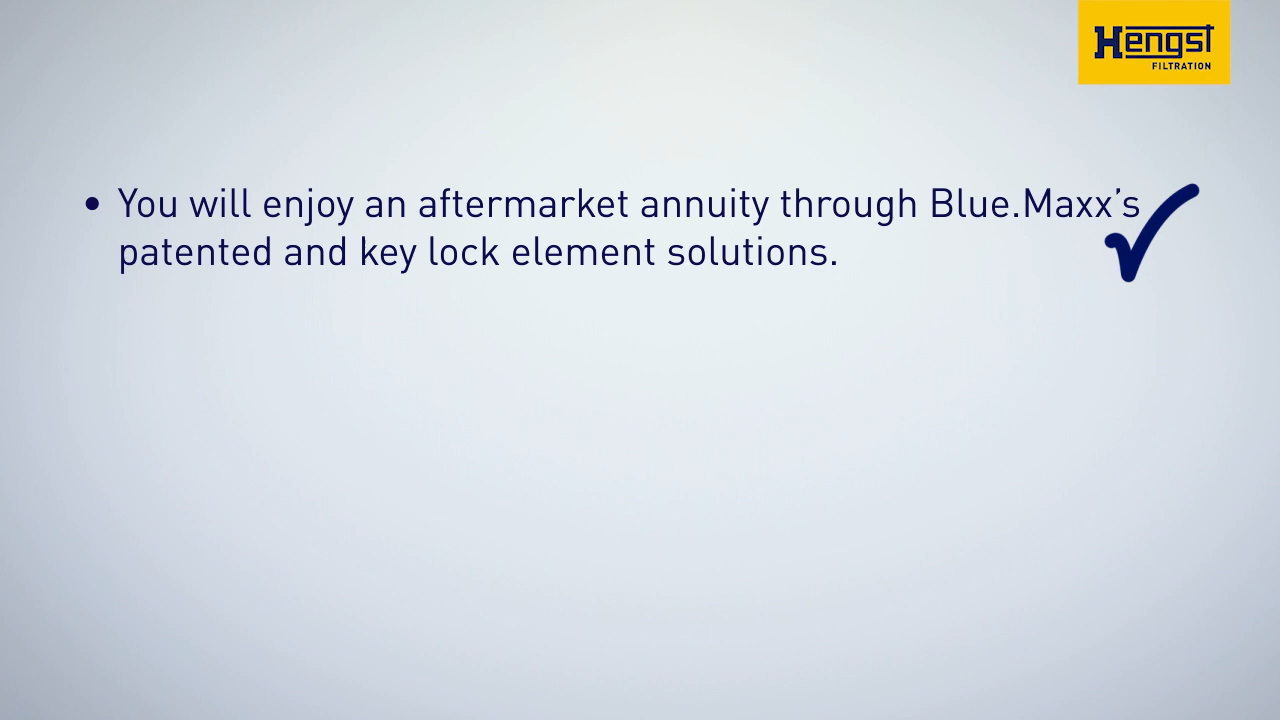 Hengst
FILTRATION
• You will enjoy an aftermarket annuity through Blue.Maxx’s
patented and key lock element solutions.